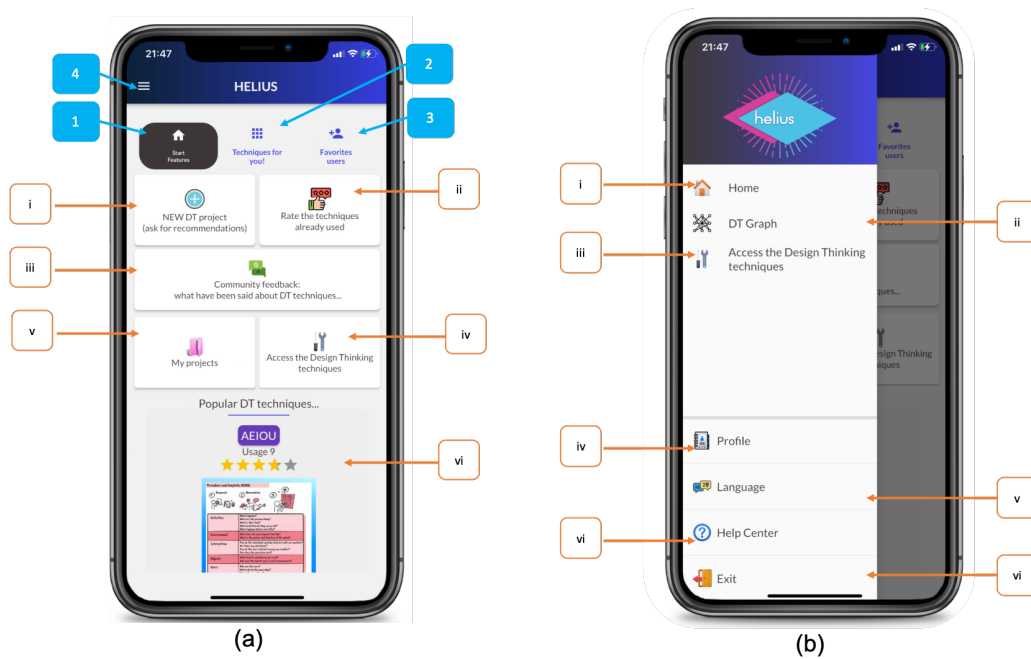 21:47
4
HELIUS
2
1
3
Start
Features
Techniques for
you!
Favorites
users
i
ii
NEW DT project
(ask for recommendations)
Rate the techniques
already used
iii
Community feedback:
what have been said about DT techniques...
v
iv
My projects
Access the Design Thinking
techniques
Popular DT techniques...
AEIOU
Usage 9
vi
(a)
21:47
helius
Favorites
users
i
Home
ii
DT Graph
iii
Access the Design Thinking
techniques
iv
Profile
Language
v
vi
Help Center
Exit
vi
(b)